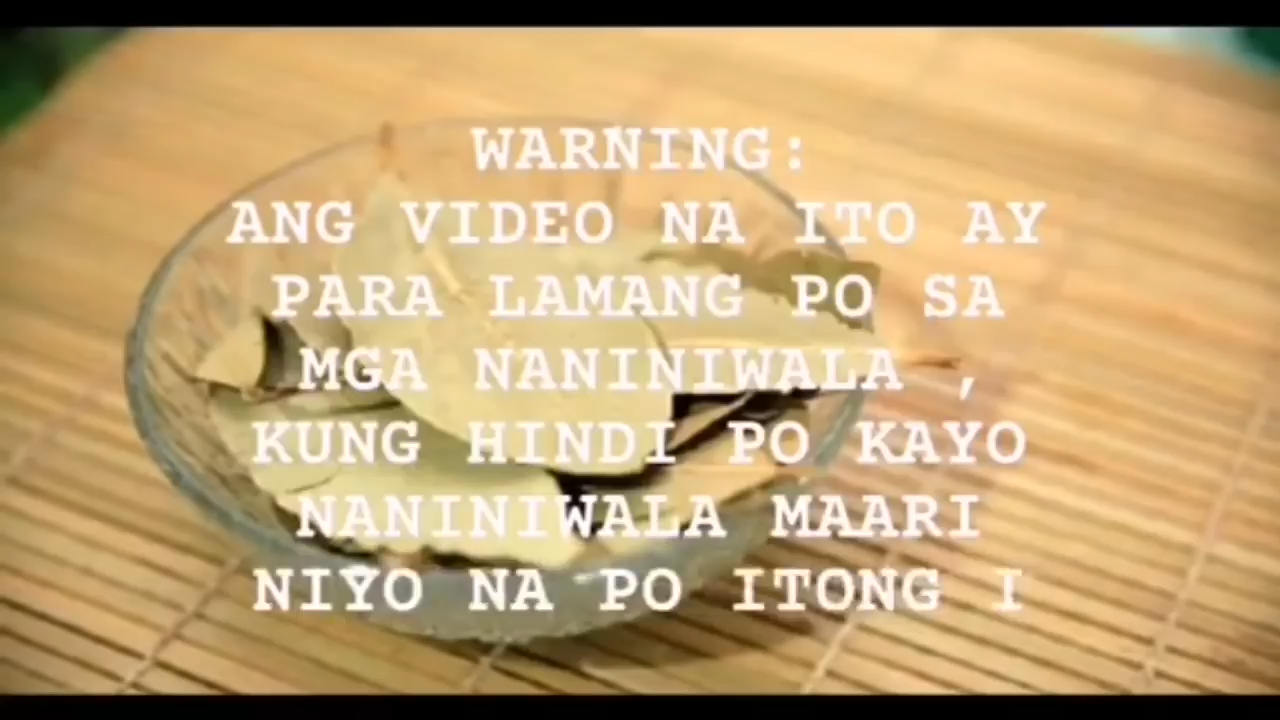 WARNING:
ANG VIDEO NA ITO AY
PARA LAMANG PO SA
MGA NANINIWALA ,
KUNG HINDI PO KAYO
NANINIWALA MAARI
NIYO NA PO ITONG I